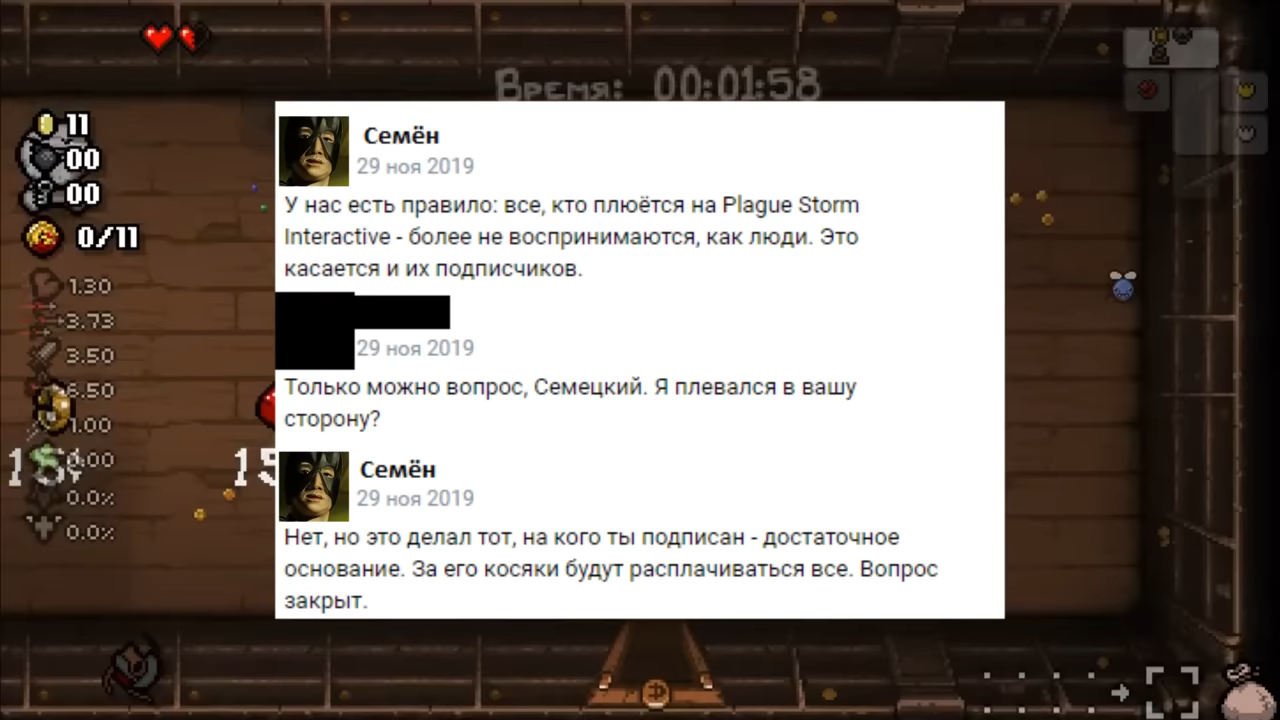 Время: 00:01:58
11
00
00
0/11
1.30
3.73
3.50
6.50
1.00
0.00
15¢
15
0.0%
0.0%
Семён
29 ноя 2019
У нас есть правило: все, кто плюётся на Plague Storm
Interactive - более не воспринимаются, как люди. Это
касается и их подписчиков.
29 ноя 2019
Только можно вопрос, Семецкий. Я плевался в вашу
сторону?
Семён
29 ноя 2019
Нет, но это делал тот, на кого ты подписан - достаточное
основание. За его косяки будут расплачиваться все. Вопрос
закрыт.